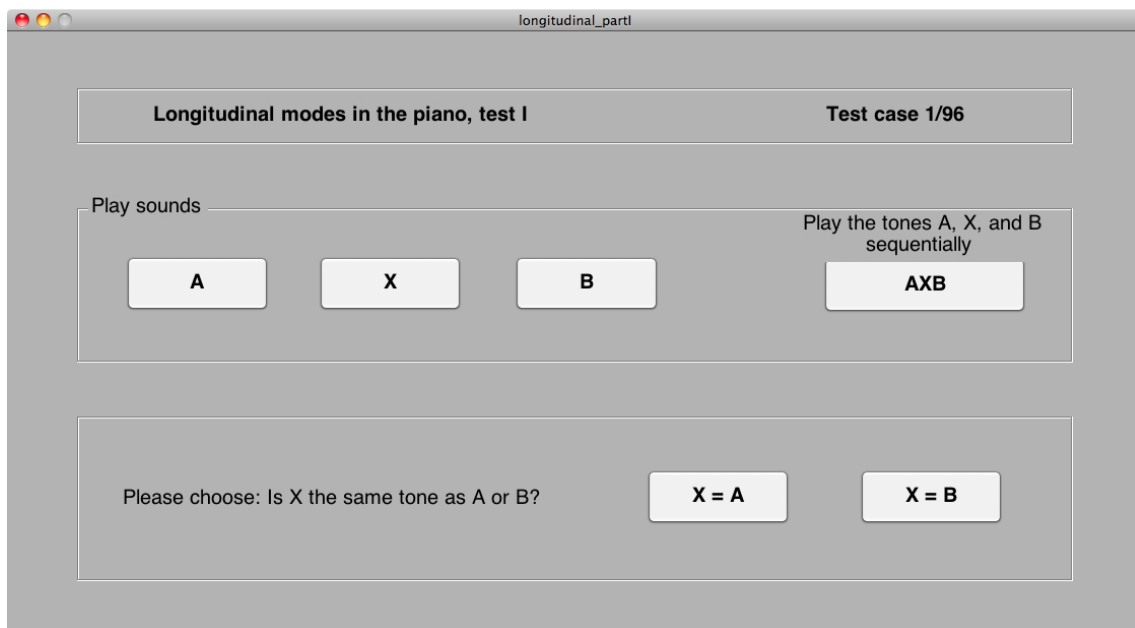 longitudinal_partI
Longitudinal modes in the piano, test I
Test case 1/96
Play sounds
Play the tones A, X, and B
sequentially
A
X
B
AXB
Please choose: Is X the same tone as A or B?
X = A
X = B